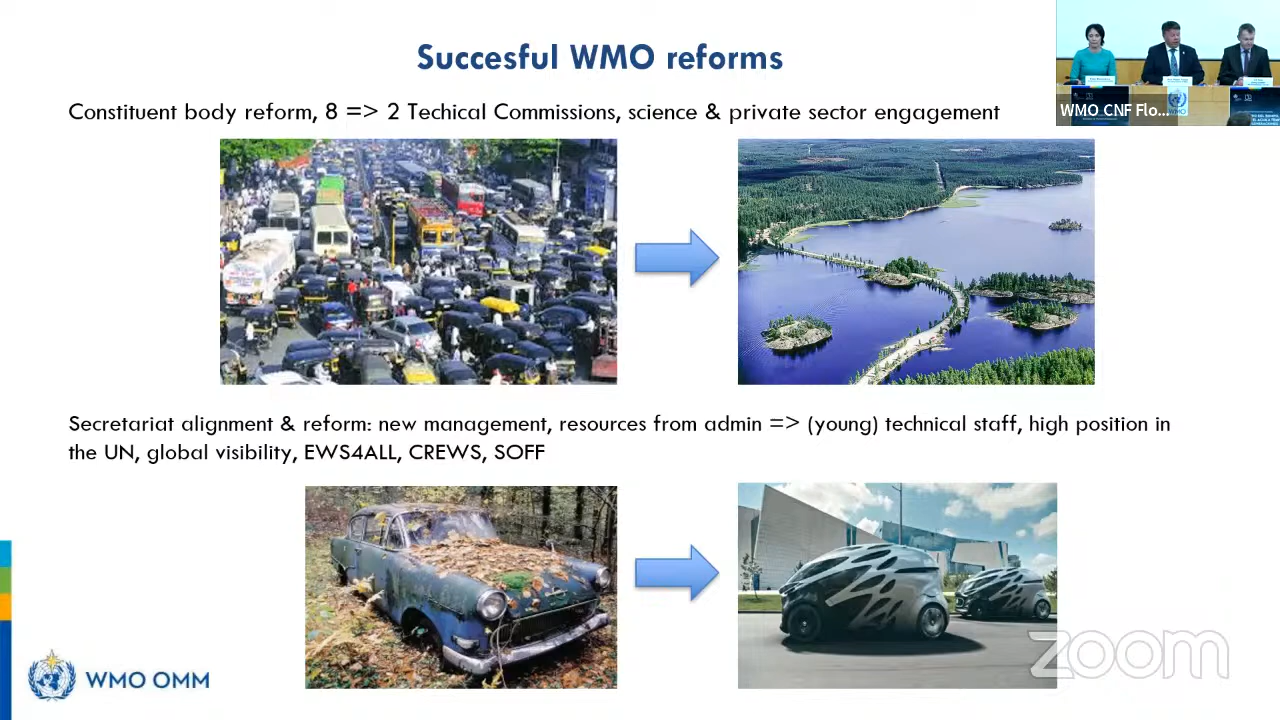 Succesful WMO reforms
Constituent body reform, 8 => 2 Techical Commissions, science & private sector engagement
WMO CNF Flo...
Secretariat alignment & reform: new management, resources from admin => (young) technical staff, high position in
the UN, global visibility, EWS4ALL, CREWS, SOFF
WMO OMM
zoom